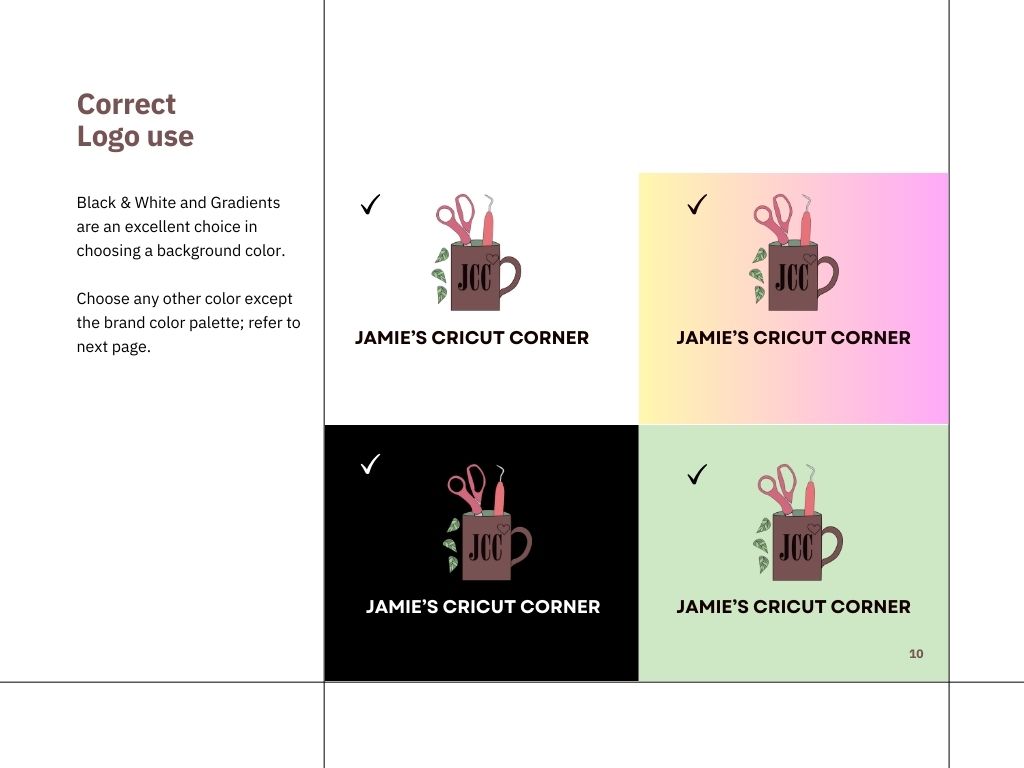 Correct
Logo use
Black & White and Gradients
are an excellent choice in
choosing a background color.
Choose any other color except
the brand color palette; refer to
next page.
JCC
JAMIE’S CRICUT CORNER
JCC
JAMIE’S CRICUT CORNER
JCC
JAMIE’S CRICUT CORNER
JCC
JAMIE’S CRICUT CORNER
10